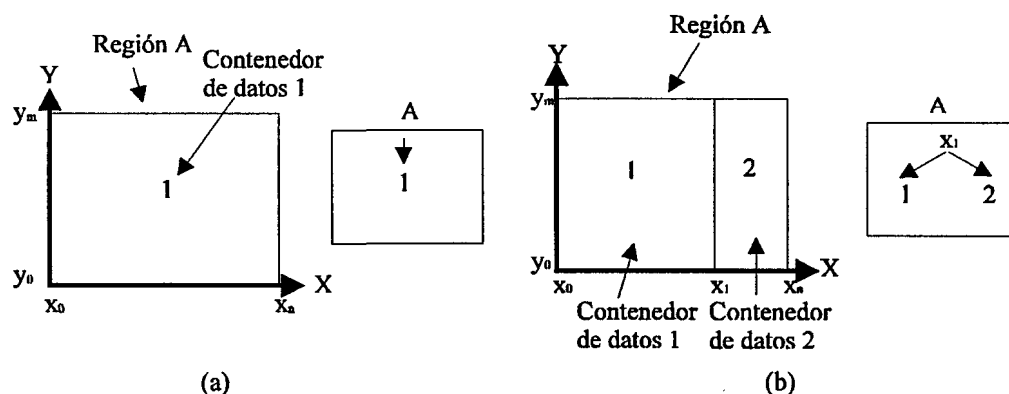 Región A
Contenedor
de datos 1
Y
yₘ
1
y₀
x₀
xₙ
X
A
1
(a)
Región A
Y
yₘ
1
2
y₀
x₀
x₁
xₙ
X
Contenedor
de datos 1
Contenedor
de datos 2
A
x₁
1
2
(b)